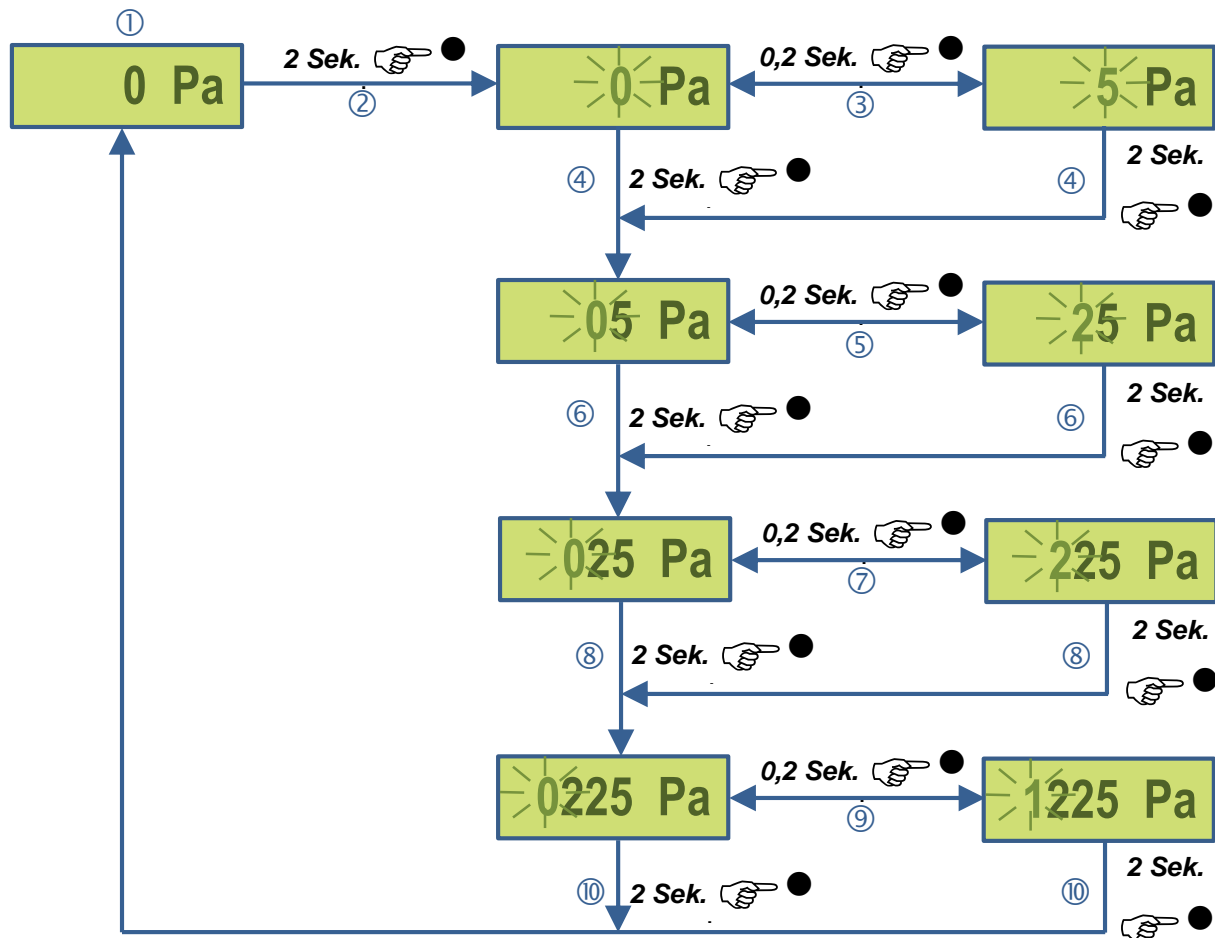 ①
0 Pa
2 Sek.
②
0 Pa
0,2 Sek.
③
5 Pa
④
2 Sek.
④
2 Sek.
05 Pa
0,2 Sek.
⑤
25 Pa
⑥
2 Sek.
⑥
2 Sek.
025 Pa
0,2 Sek.
⑦
225 Pa
⑧
2 Sek.
⑧
2 Sek.
0225 Pa
0,2 Sek.
⑨
1225 Pa
⑩
2 Sek.
⑩
2 Sek.